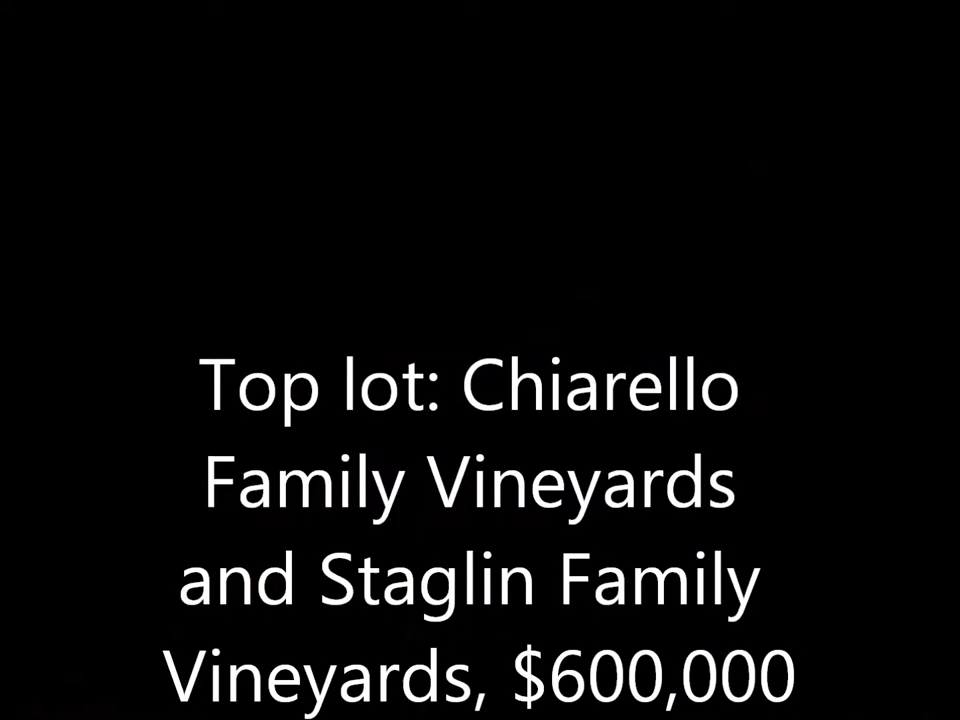 Top lot: Chiarello
Family Vineyards
and Staglin Family
Vineyards, $600,000